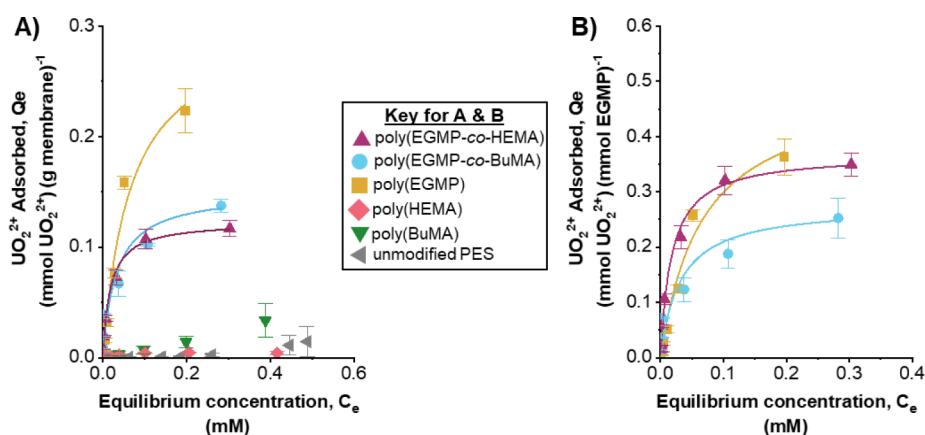 A)
UO₂²⁺ Adsorbed, Qe
(mmol UO₂²⁺) (g membrane)⁻¹
0.3
0.2
0.1
0.0
0.0 0.2 0.4 0.6
Equilibrium concentration, Cₑ
(mM)
Key for A & B
poly(EGMP-co-HEMA)
poly(EGMP-co-BuMA)
poly(EGMP)
poly(HEMA)
poly(BuMA)
unmodified PES
B)
UO₂²⁺ Adsorbed, Qe
(mmol UO₂²⁺) (mmol EGMP)⁻¹
0.6
0.5
0.4
0.3
0.2
0.1
0.0
0.0 0.1 0.2 0.3
Equilibrium concentration, Cₑ
(mM)